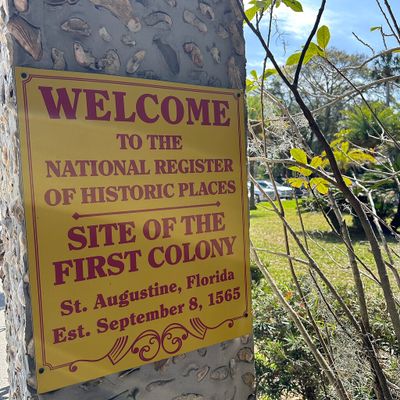 WELCOME
TO THE
NATIONAL REGISTER
OF HISTORIC PLACES
SITE OF THE
FIRST COLONY
St. Augustine, Florida
Est. September 8, 1565